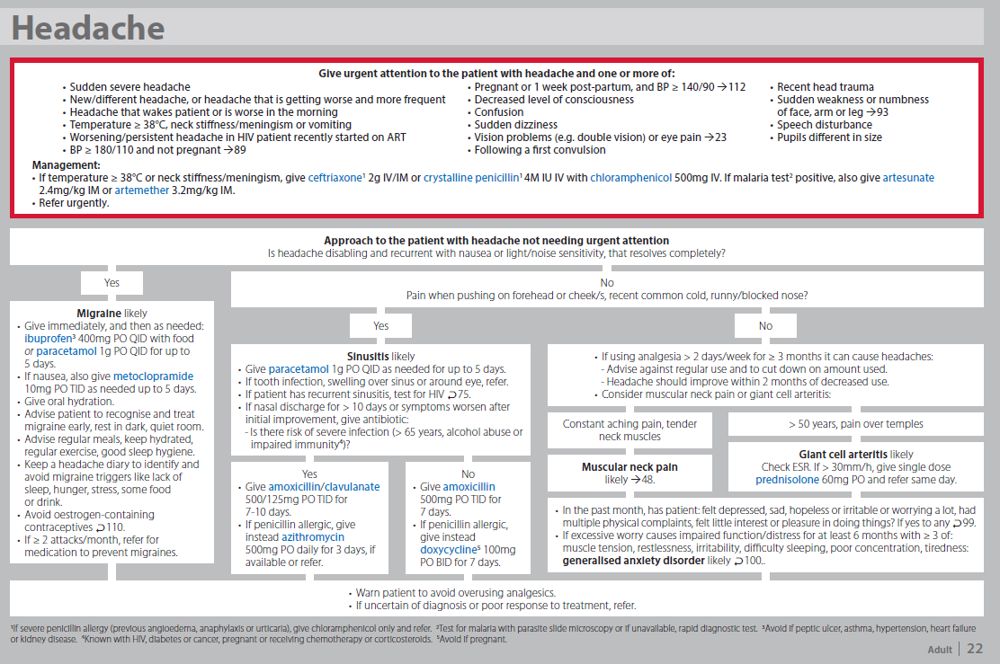 Headache
Give urgent attention to the patient with headache and one or more of:
• Sudden severe headache
• New/different headache, or headache that is getting worse and more frequent
• Headache that wakes patient or is worse in the morning
• Temperature ≥ 38°C, neck stiffness/meningism or vomiting
• Worsening/persistent headache in HIV patient recently started on ART
• BP ≥ 180/110 and not pregnant →89
• Pregnant or 1 week post-partum, and BP ≥ 140/90 →112
• Decreased level of consciousness
• Confusion
• Sudden dizziness
• Vision problems (e.g. double vision) or eye pain →23
• Following a first convulsion
• Recent head trauma
• Sudden weakness or numbness
of face, arm or leg →93
• Speech disturbance
• Pupils different in size
Management:
• If temperature ≥ 38°C or neck stiffness/meningism, give ceftriaxone¹ 2g IV/IM or crystalline penicillin¹ 4M IU IV with chloramphenicol 500mg IV. If malaria test² positive, also give artesunate
2.4mg/kg IM or artemether 3.2mg/kg IM.
• Refer urgently.
Approach to the patient with headache not needing urgent attention
Is headache disabling and recurrent with nausea or light/noise sensitivity, that resolves completely?
Yes
Migraine likely
• Give immediately, and then as needed:
ibuprofen³ 400mg PO QID with food
or paracetamol 1g PO QID for up to
5 days.
• If nausea, also give metoclopramide
10mg PO TID as needed up to 5 days.
• Give oral hydration.
• Advise patient to recognise and treat
migraine early, rest in dark, quiet room.
• Advise regular meals, keep hydrated,
regular exercise, good sleep hygiene.
• Keep a headache diary to identify and
avoid migraine triggers like lack of
sleep, hunger, stress, some food
or drink.
• Avoid oestrogen-containing
contraceptives ⮌110.
• If ≥ 2 attacks/month, refer for
medication to prevent migraines.
No
Pain when pushing on forehead or cheek/s, recent common cold, runny/blocked nose?
Yes
Sinusitis likely
• Give paracetamol 1g PO QID as needed for up to 5 days.
• If tooth infection, swelling over sinus or around eye, refer.
• If patient has recurrent sinusitis, test for HIV ⮌75.
• If nasal discharge for > 10 days or symptoms worsen after
initial improvement, give antibiotic:
- Is there risk of severe infection (> 65 years, alcohol abuse or
impaired immunity⁴)?
Yes
• Give amoxicillin/clavulanate
500/125mg PO TID for
7-10 days.
• If penicillin allergic, give
instead azithromycin
500mg PO daily for 3 days, if
available or refer.
No
• Give amoxicillin
500mg PO TID for
7 days.
• If penicillin allergic,
give instead
doxycycline⁵ 100mg
PO BID for 7 days.
No
• If using analgesia > 2 days/week for ≥ 3 months it can cause headaches:
- Advise against regular use and to cut down on amount used.
- Headache should improve within 2 months of decreased use.
• Consider muscular neck pain or giant cell arteritis:
Constant aching pain, tender
neck muscles
Muscular neck pain
likely →48.
> 50 years, pain over temples
Giant cell arteritis likely
Check ESR. If > 30mm/h, give single dose
prednisolone 60mg PO and refer same day.
• In the past month, has patient: felt depressed, sad, hopeless or irritable or worrying a lot, had
multiple physical complaints, felt little interest or pleasure in doing things? If yes to any ⮌99.
• If excessive worry causes impaired function/distress for at least 6 months with ≥ 3 of:
muscle tension, restlessness, irritability, difficulty sleeping, poor concentration, tiredness:
generalised anxiety disorder likely ⮌100..
• Warn patient to avoid overusing analgesics.
• If uncertain of diagnosis or poor response to treatment, refer.
¹If severe penicillin allergy (previous angioedema, anaphylaxis or urticaria), give chloramphenicol only and refer. ²Test for malaria with parasite slide microscopy or if unavailable, rapid diagnostic test. ³Avoid if peptic ulcer, asthma, hypertension, heart failure
or kidney disease. ⁴Known with HIV, diabetes or cancer, pregnant or receiving chemotherapy or corticosteroids. ⁵Avoid if pregnant.
Adult | 22